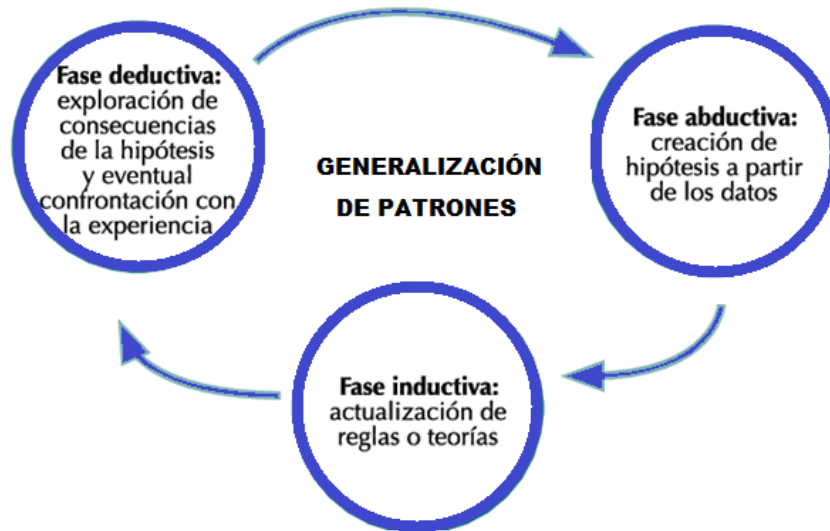 Fase deductiva:
exploración de
consecuencias
de la hipótesis
y eventual
confrontación con
la experiencia
GENERALIZACIÓN
DE PATRONES
Fase abductiva:
creación de
hipótesis a partir
de los datos
Fase inductiva:
actualización de
reglas o teorías